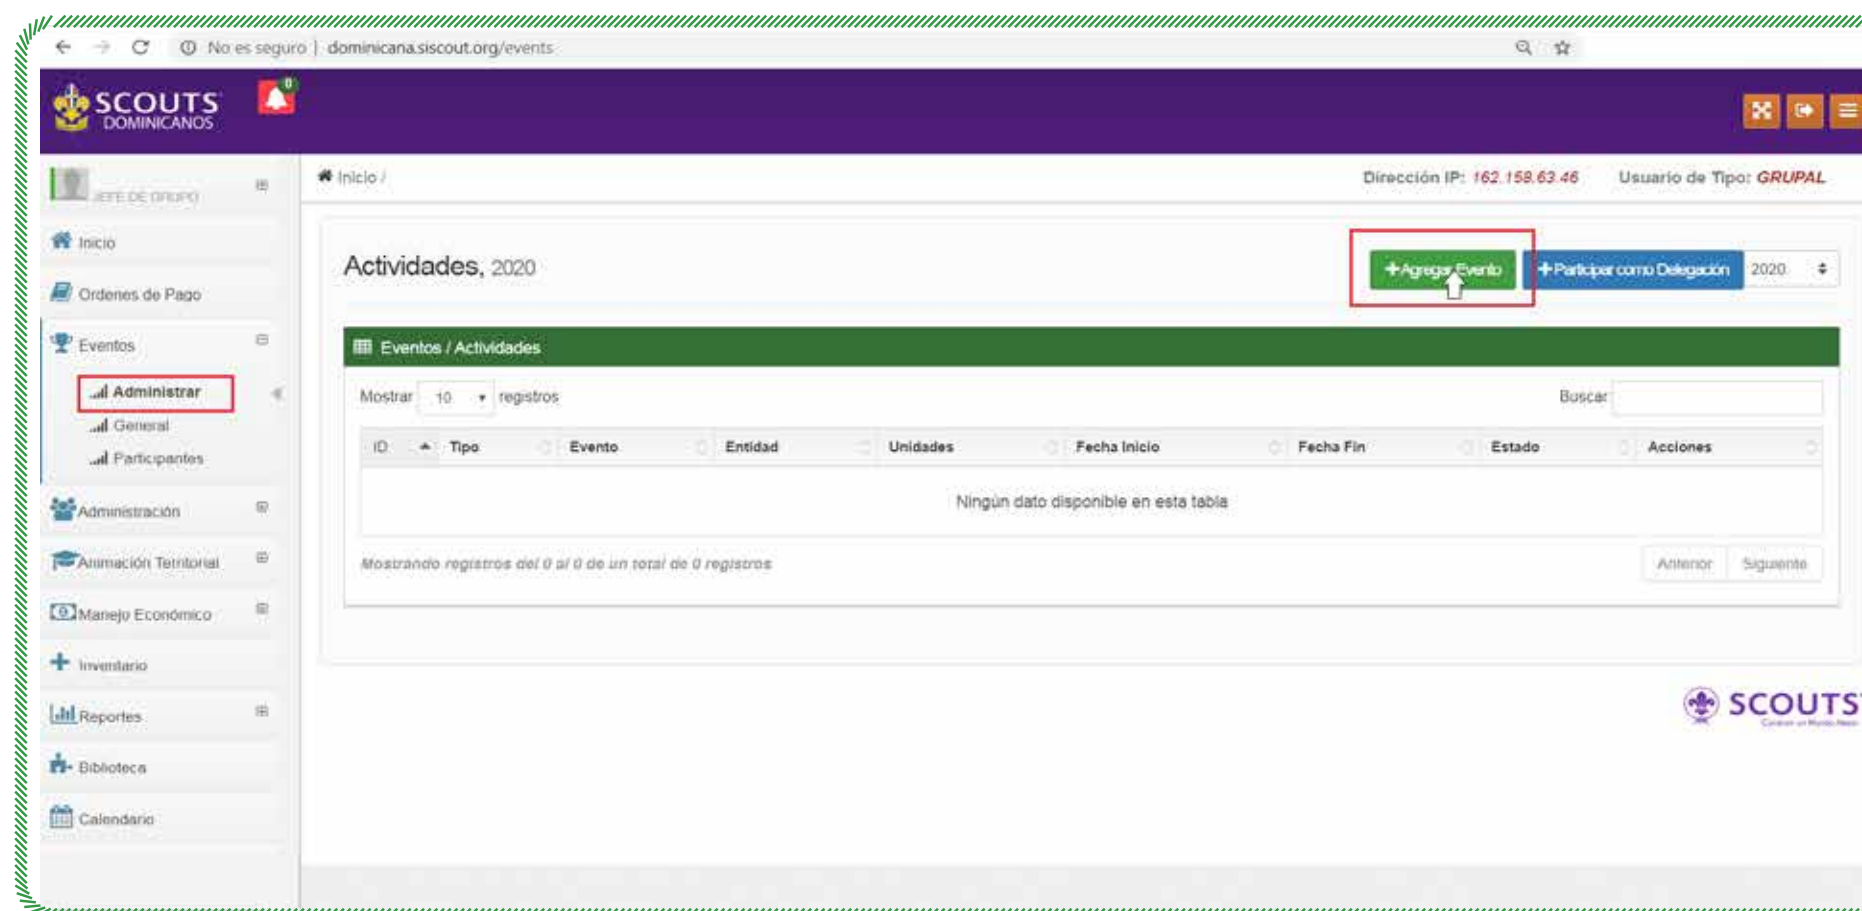 No es seguro | dominicana.siscout.org/events
SCOUTS
DOMINICANOS
0
JEFE DE GRUPO
Inicio /
Dirección IP: 162.158.63.46
Usuario de Tipo: GRUPAL
Inicio
Ordenes de Pago
Eventos
Administrar
General
Participantes
Administración
Animación Territorial
Manejo Económico
Inventario
Reportes
Biblioteca
Calendario
Actividades, 2020
+Agregar Evento
+Participar como Delegación
2020
Eventos / Actividades
Mostrar 10 registros
Buscar:
ID Tipo Evento Entidad Unidades Fecha Inicio Fecha Fin Estado Acciones
Ningún dato disponible en esta tabla
Mostrando registros del 0 al 0 de un total de 0 registros
Anterior Siguiente
SCOUTS